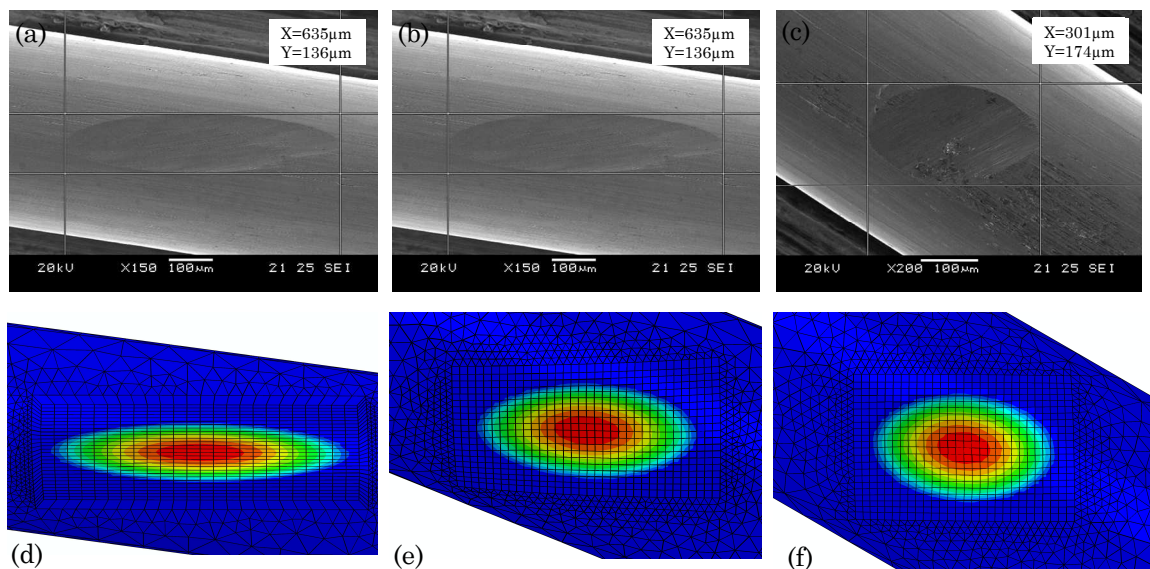 (a)
X=635µm
Y=136µm
20kV X150 100µm 21 25 SEI
(b)
X=635µm
Y=136µm
20kV X150 100µm 21 25 SEI
(c)
X=301µm
Y=174µm
20kV X200 100µm 21 25 SEI
(d)
(e)
(f)